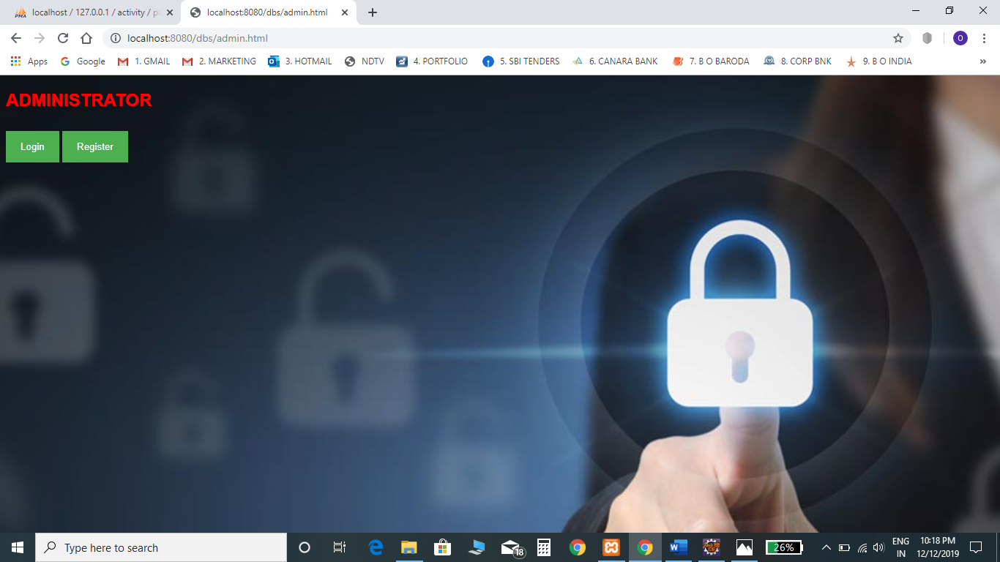 localhost / 127.0.0.1 / activity / p
localhost:8080/dbs/admin.html
localhost:8080/dbs/admin.html
O
Apps
Google
1. GMAIL
2. MARKETING
3. HOTMAIL
NDTV
4. PORTFOLIO
5. SBI TENDERS
6. CANARA BANK
7. B O BARODA
8. CORP BNK
9. B O INDIA
»
ADMINISTRATOR
Login
Register
Type here to search
18
26%
ENG
IN
10:18 PM
12/12/2019